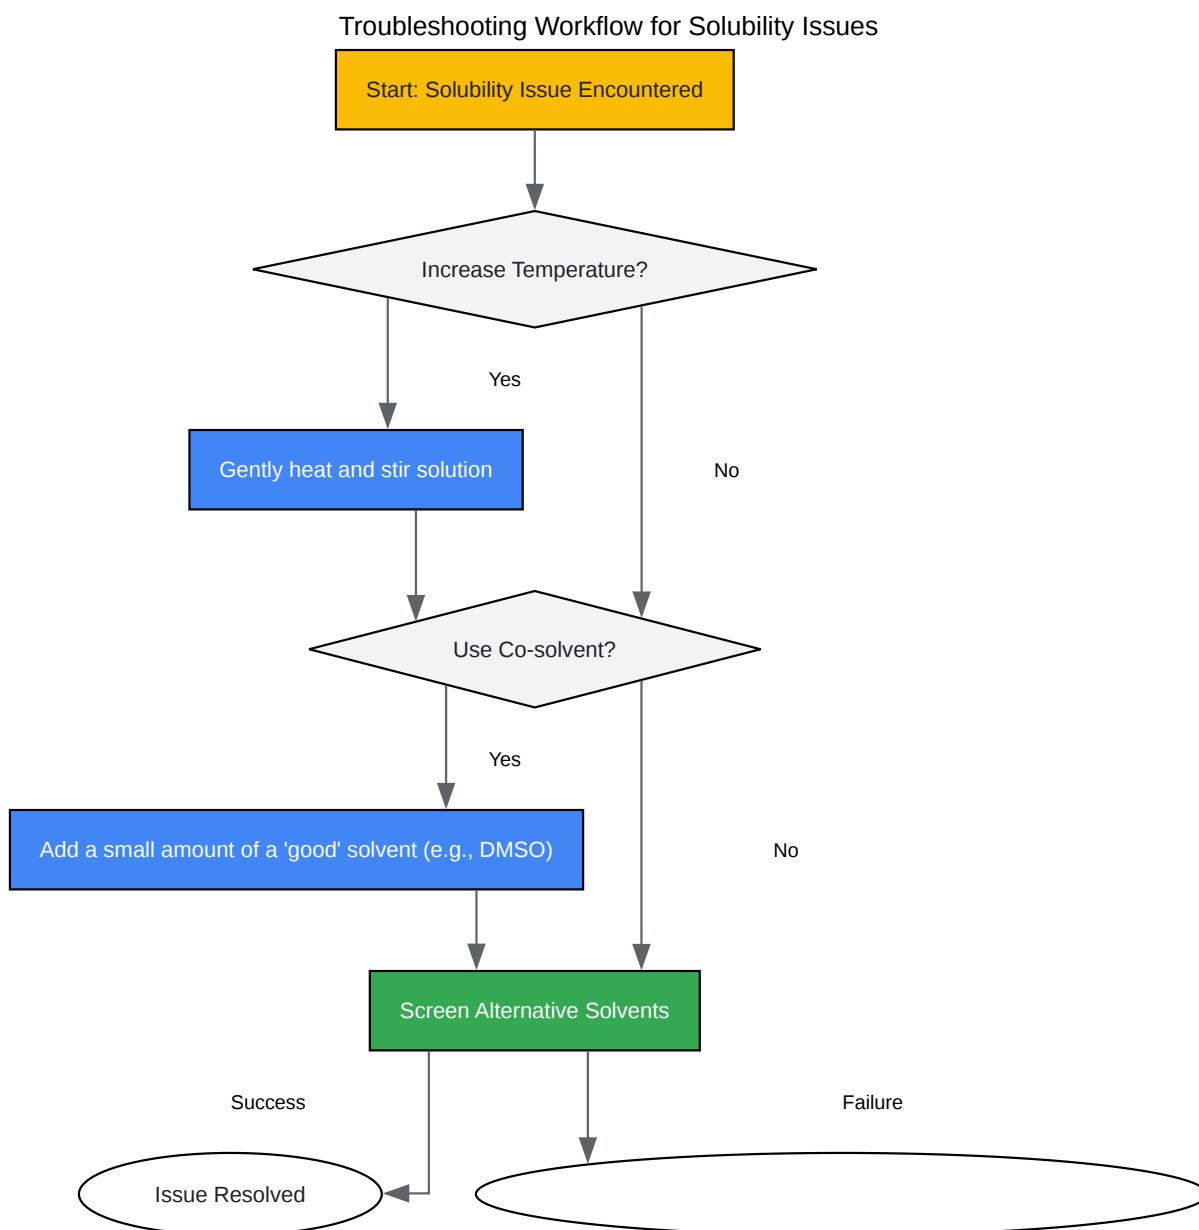 Troubleshooting Workflow for Solubility Issues
Start: Solubility Issue Encountered
Increase Temperature?
Yes
Gently heat and stir solution
No
Use Co-solvent?
Yes
Add a small amount of a 'good' solvent (e.g., DMSO)
No
Screen Alternative Solvents
Success
Failure
Issue Resolved